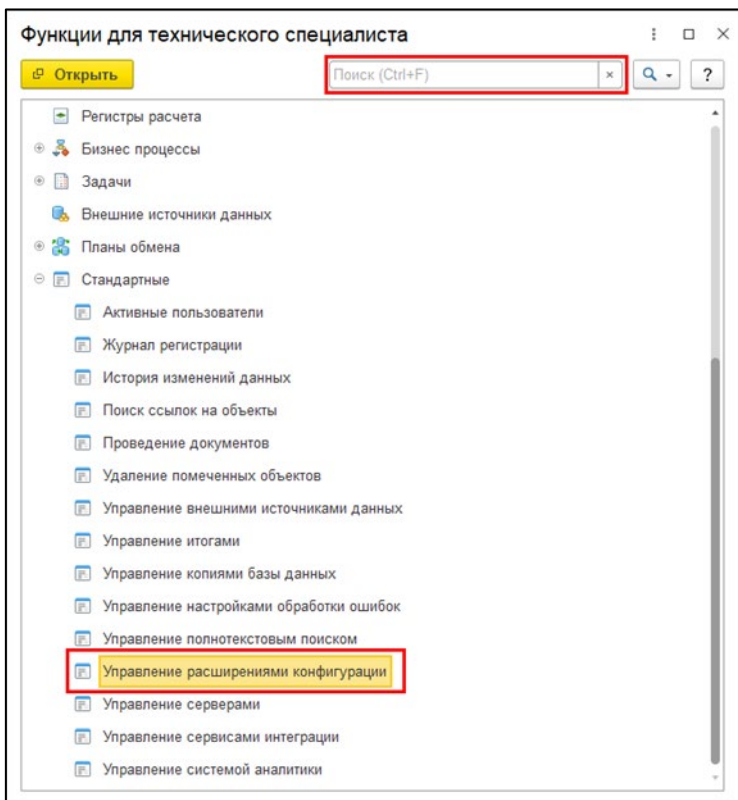 Функции для технического специалиста
Открыть
Поиск (Ctrl+F)
?
Регистры расчета
Бизнес процессы
Задачи
Внешние источники данных
Планы обмена
Стандартные
Активные пользователи
Журнал регистрации
История изменений данных
Поиск ссылок на объекты
Проведение документов
Удаление помеченных объектов
Управление внешними источниками данных
Управление итогами
Управление копиями базы данных
Управление настройками обработки ошибок
Управление полнотекстовым поиском
Управление расширениями конфигурации
Управление серверами
Управление сервисами интеграции
Управление системой аналитики